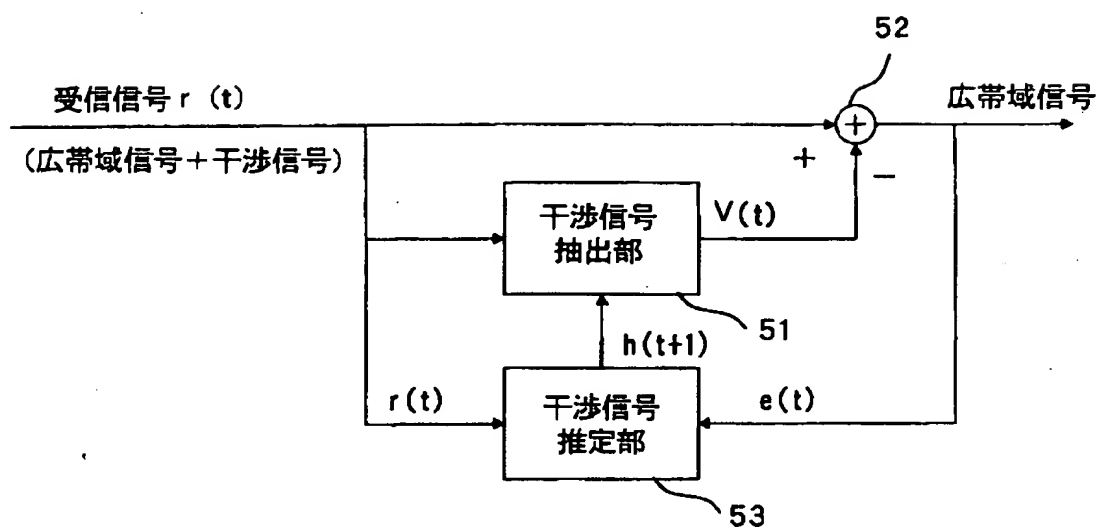 52
受信信号 r (t)
広帯域信号
(広帯域信号+干渉信号)
+
+
−
干渉信号
抽出部
V(t)
51
h(t+1)
r(t)
干渉信号
推定部
e(t)
53